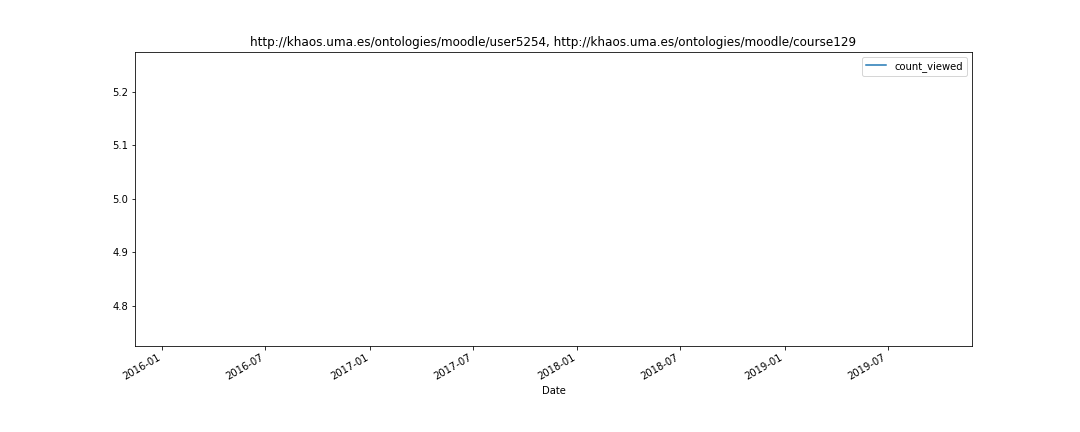 http://khaos.uma.es/ontologies/moodle/user5254, http://khaos.uma.es/ontologies/moodle/course129
count_viewed
5.2
5.1
5.0
4.9
4.8
2016-01 2016-07 2017-01 2017-07 2018-01 2018-07 2019-01 2019-07
Date